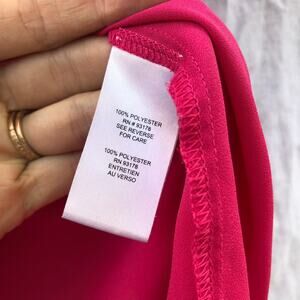 100% POLYESTER
RN # 93178
SEE REVERSE
FOR CARE
100% POLYESTER
RN 93178
ENTRETIEN
AU VERSO